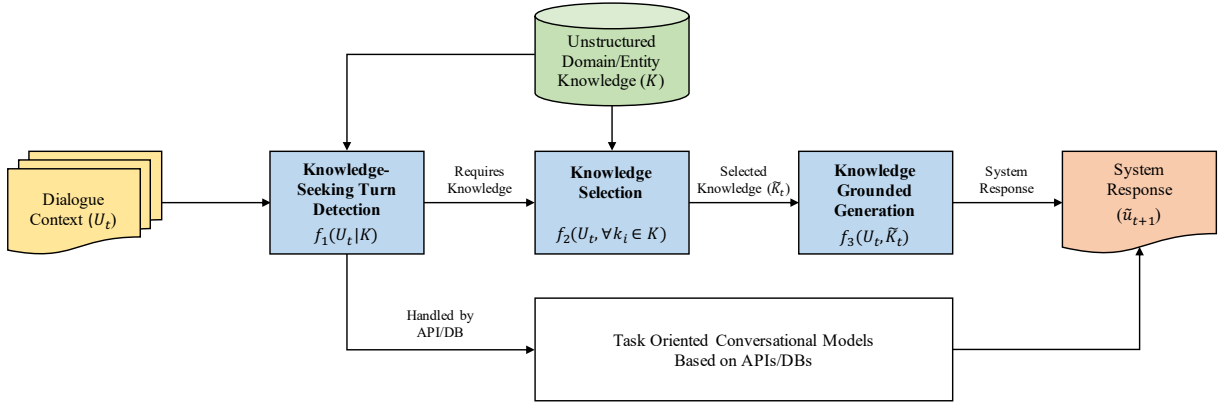 Unstructured
Domain/Entity
Knowledge (K)
Dialogue
Context (U_t)
Knowledge-
Seeking Turn
Detection
f_1(U_t|K)
Requires
Knowledge
Knowledge
Selection
f_2(U_t, ∀k_i ∈ K)
Selected
Knowledge (K̃_t)
Knowledge
Grounded
Generation
f_3(U_t, K̃_t)
System
Response
System
Response
(ũ_{t+1})
Handled by
API/DB
Task Oriented Conversational Models
Based on APIs/DBs